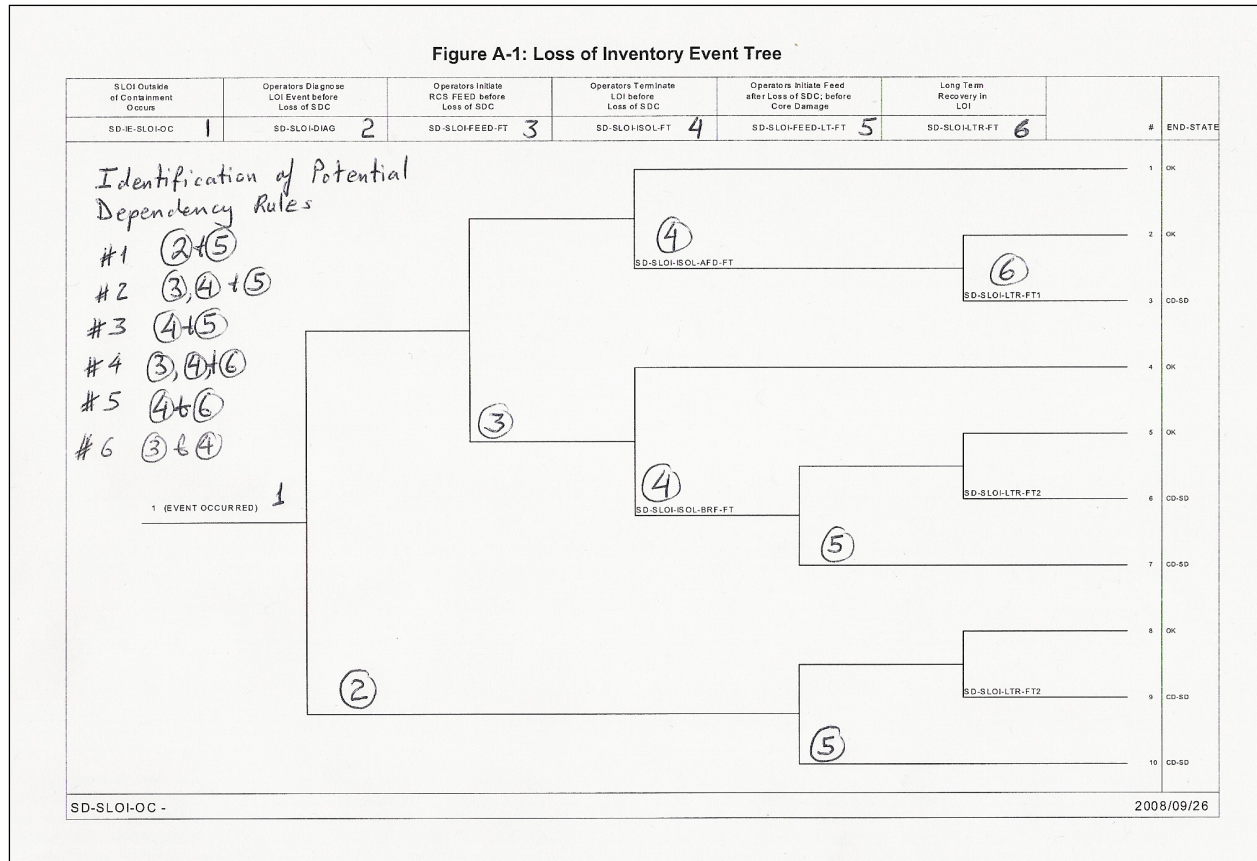 Figure A-1: Loss of Inventory Event Tree
SLOI Outside
of Containment
Occurs
Operators Diagnose
LOI Event before
Loss of SDC
Operators Initiate
RCS FEED before
Loss of SDC
Operators Terminate
LOI before
Loss of SDC
Operators Initiate Feed
after Loss of SDC; before
Core Damage
Long Term
Recovery in
LOI
SD-IE-SLOI-OC 1
SD-SLOI-DIAG 2
SD-SLOI-FEED-FT 3
SD-SLOI-ISOL-FT 4
SD-SLOI-FEED-LT-FT 5
SD-SLOI-LTR-FT 6
# END-STATE
Identification of Potential
Dependency Rules
#1 2+5
#2 3, 4 + 5
#3 4+5
#4 3, 4, +6
#5 4+6
#6 3 & 4
1 (EVENT OCCURRED) 1
2
3
4
SD-SLOI-ISOL-AFD-FT
4
SD-SLOI-ISOL-BRF-FT
5
5
6
SD-SLOI-LTR-FT1
SD-SLOI-LTR-FT2
SD-SLOI-LTR-FT2
1 OK
2 OK
3 CD-SD
4 OK
5 OK
6 CD-SD
7 CD-SD
8 OK
9 CD-SD
10 CD-SD
SD-SLOI-OC -
2008/09/26